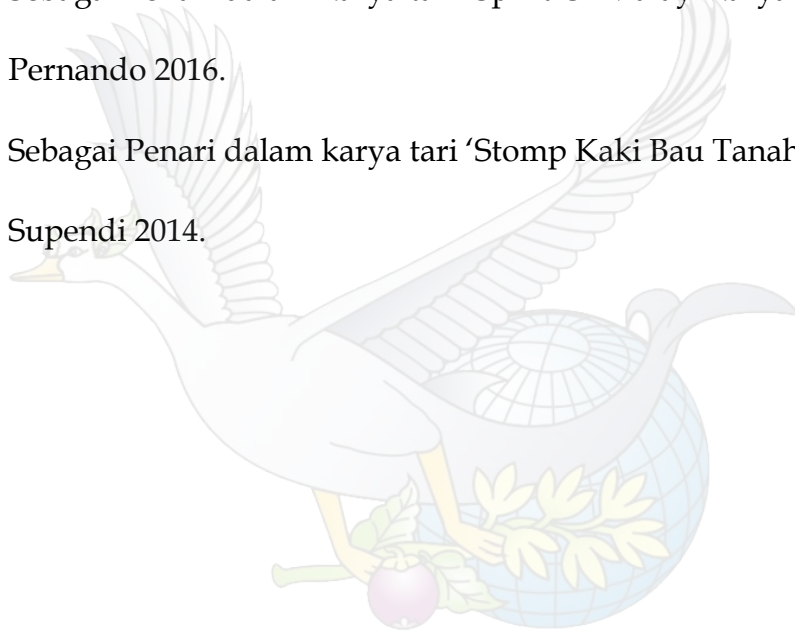 Pernando 2016.
Sebagai Penari dalam karya tari ‘Stomp Kaki Bau Tanah
Supendi 2014.